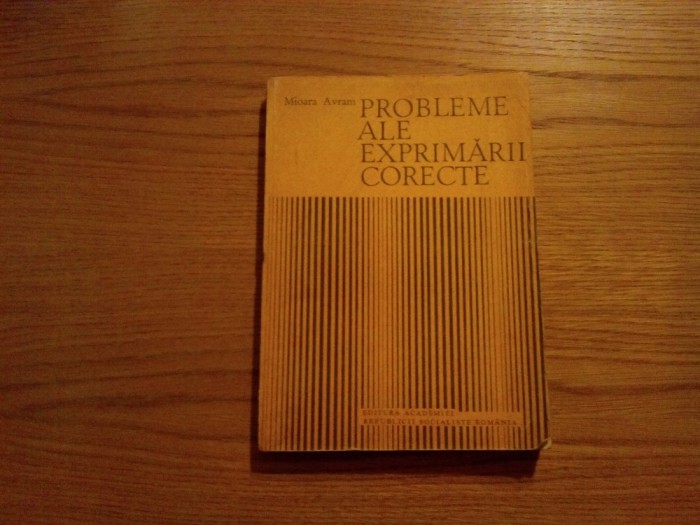 Mioara Avram
PROBLEME
ALE
EXPRIMĂRII
CORECTE
EDITURA ACADEMIEI
REPUBLICII SOCIALISTE ROMÂNIA